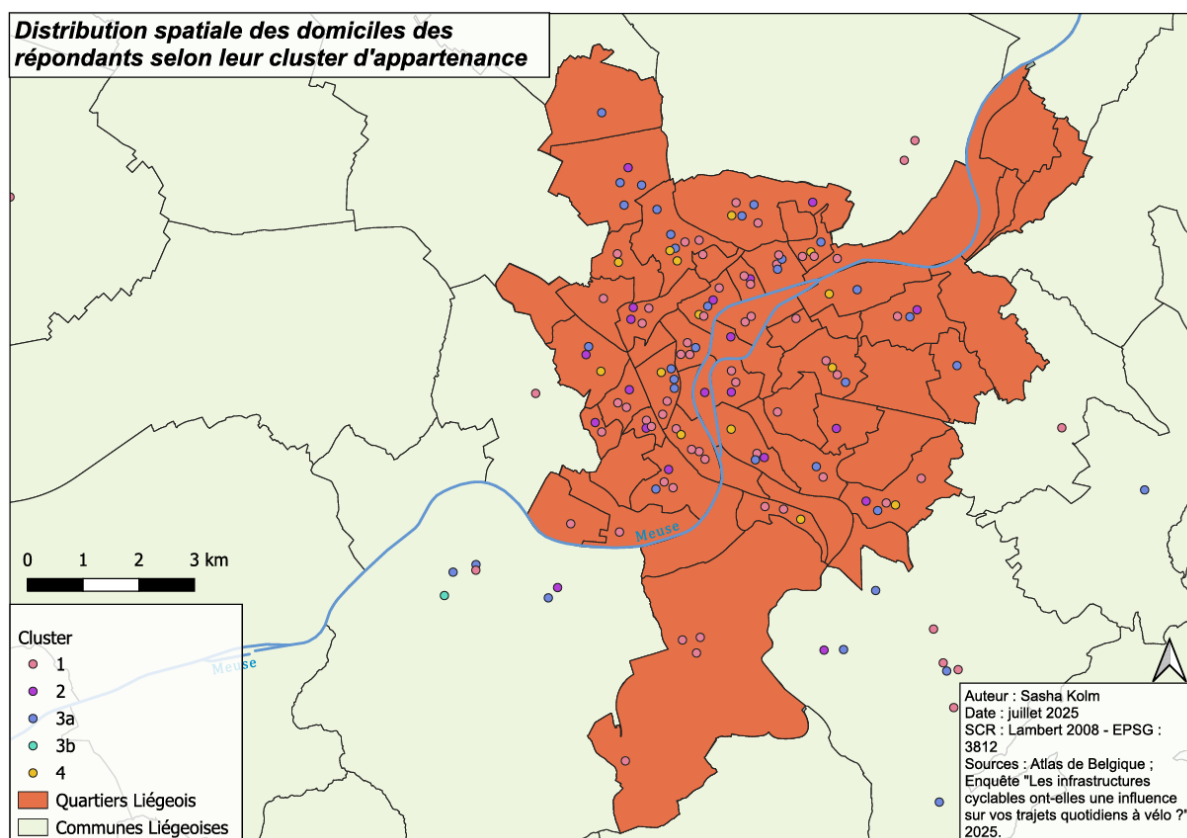 Distribution spatiale des domiciles des
répondants selon leur cluster d'appartenance
Meuse
0 1 2 3 km
Meuse
Cluster
1
2
3a
3b
4
Quartiers Liégeois
Communes Liégeoises
Auteur : Sasha Kolm
Date : juillet 2025
SCR : Lambert 2008 - EPSG :
3812
Sources : Atlas de Belgique ;
Enquête "Les infrastructures
cyclables ont-elles une influence
sur vos trajets quotidiens à vélo ?"
2025.